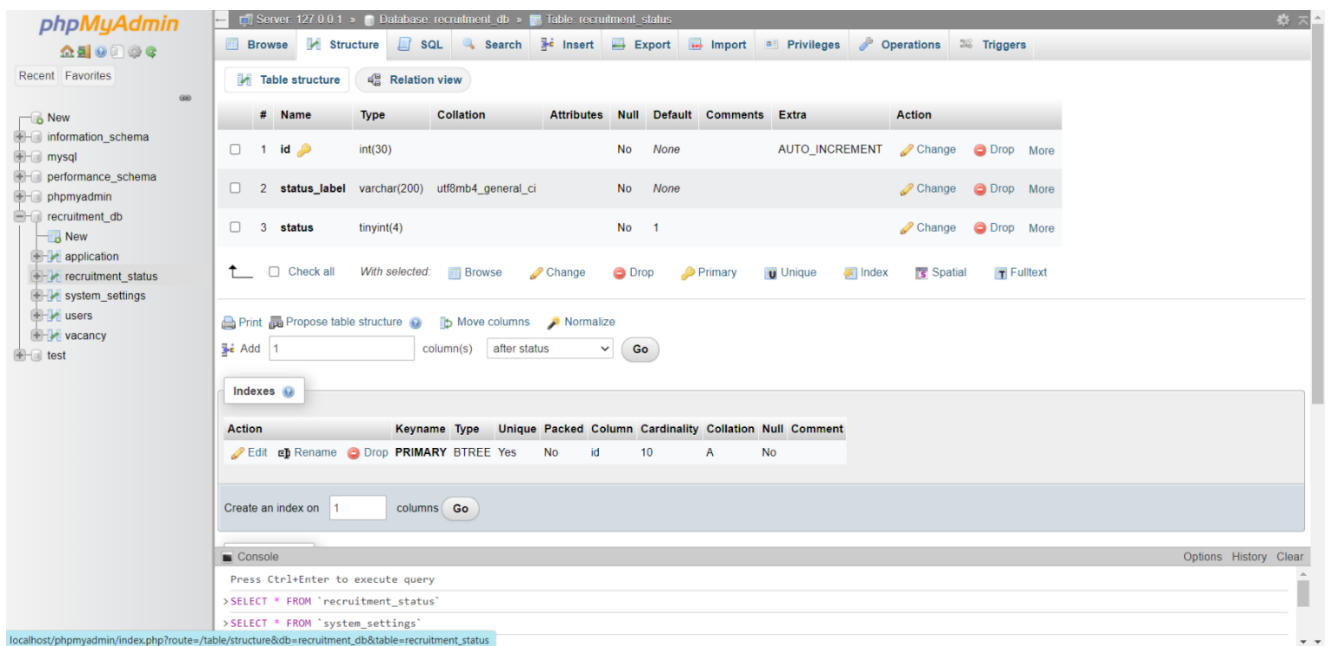 phpMyAdmin
Recent Favorites
New
information_schema
mysql
performance_schema
phpmyadmin
recruitment_db
New
application
recruitment_status
system_settings
users
vacancy
test
Server: 127.0.0.1 » Database: recruitment_db » Table: recruitment_status
Browse Structure SQL Search Insert Export Import Privileges Operations Triggers
Table structure Relation view
# Name Type Collation Attributes Null Default Comments Extra Action
1 id int(30) No None AUTO_INCREMENT Change Drop More
2 status_label varchar(200) utf8mb4_general_ci No None Change Drop More
3 status tinyint(4) No 1 Change Drop More
Check all With selected: Browse Change Drop Primary Unique Index Spatial Fulltext
Print Propose table structure Move columns Normalize
Add 1 column(s) after status Go
Indexes
Action Keyname Type Unique Packed Column Cardinality Collation Null Comment
Edit Rename Drop PRIMARY BTREE Yes No id 10 A No
Create an index on 1 columns Go
Console Options History Clear
Press Ctrl+Enter to execute query
>SELECT * FROM `recruitment_status`
>SELECT * FROM `system_settings`
localhost/phpmyadmin/index.php?route=/table/structure&db=recruitment_db&table=recruitment_status